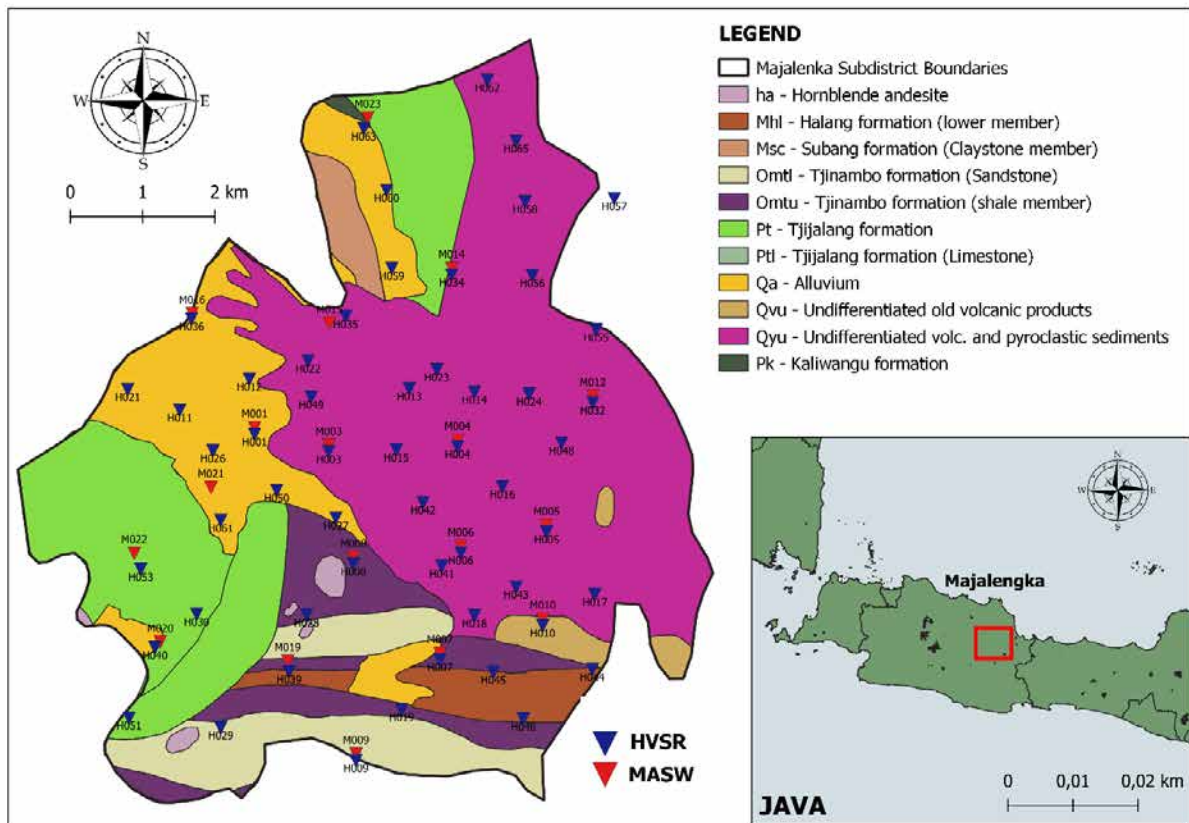 N
W
E
S
0 1 2 km
LEGEND
Majalenka Subdistrict Boundaries
ha - Hornblende andesite
Mhl - Halang formation (lower member)
Msc - Subang formation (Claystone member)
Omtl - Tjinambo formation (Sandstone)
Omtu - Tjinambo formation (shale member)
Pt - Tjijalang formation
Ptl - Tjijalang formation (Limestone)
Qa - Alluvium
Qvu - Undifferentiated old volcanic products
Qyu - Undifferentiated volc. and pyroclastic sediments
Pk - Kaliwangu formation
H062
M023
H063
H065
H060
H058
H057
M014
H059
H034
H056
M016
H036
H035
H055
H022
H023
H012
H021
H049
H013
H014
H024
M012
H032
H011
M001
H001
M003
H003
M004
H004
H026
H015
H048
M021
H050
H016
H042
H061
H027
M005
H005
M006
H006
M022
H053
H041
H043
H017
H030
H028
H018
M010
H010
M020
H040
M019
H039
M007
H007
H045
H044
H051
H029
H019
H046
M009
H009
HVSR
MASW
N
W
E
S
Majalengka
0 0,01 0,02 km
JAVA